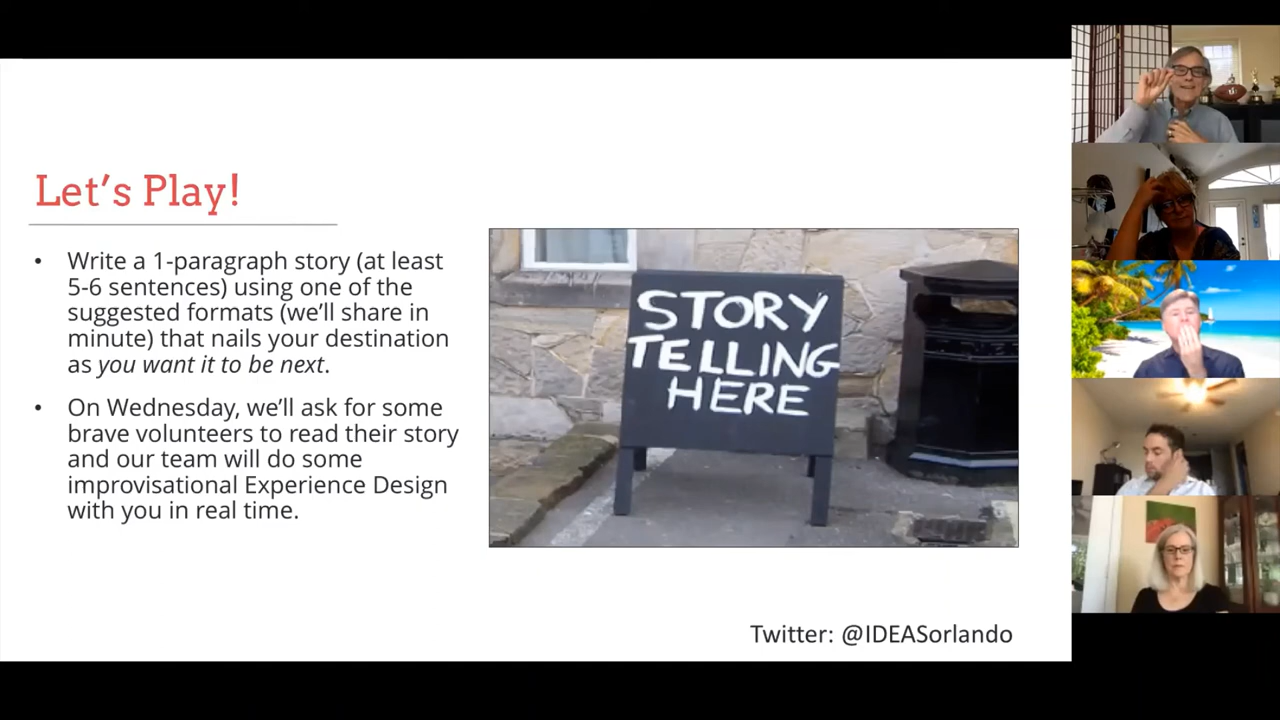 Let's Play!
• Write a 1-paragraph story (at least
5-6 sentences) using one of the
suggested formats (we'll share in
minute) that nails your destination
as you want it to be next.
• On Wednesday, we'll ask for some
brave volunteers to read their story
and our team will do some
improvisational Experience Design
with you in real time.
STORY
TELLING
HERE
Twitter: @IDEASorlando